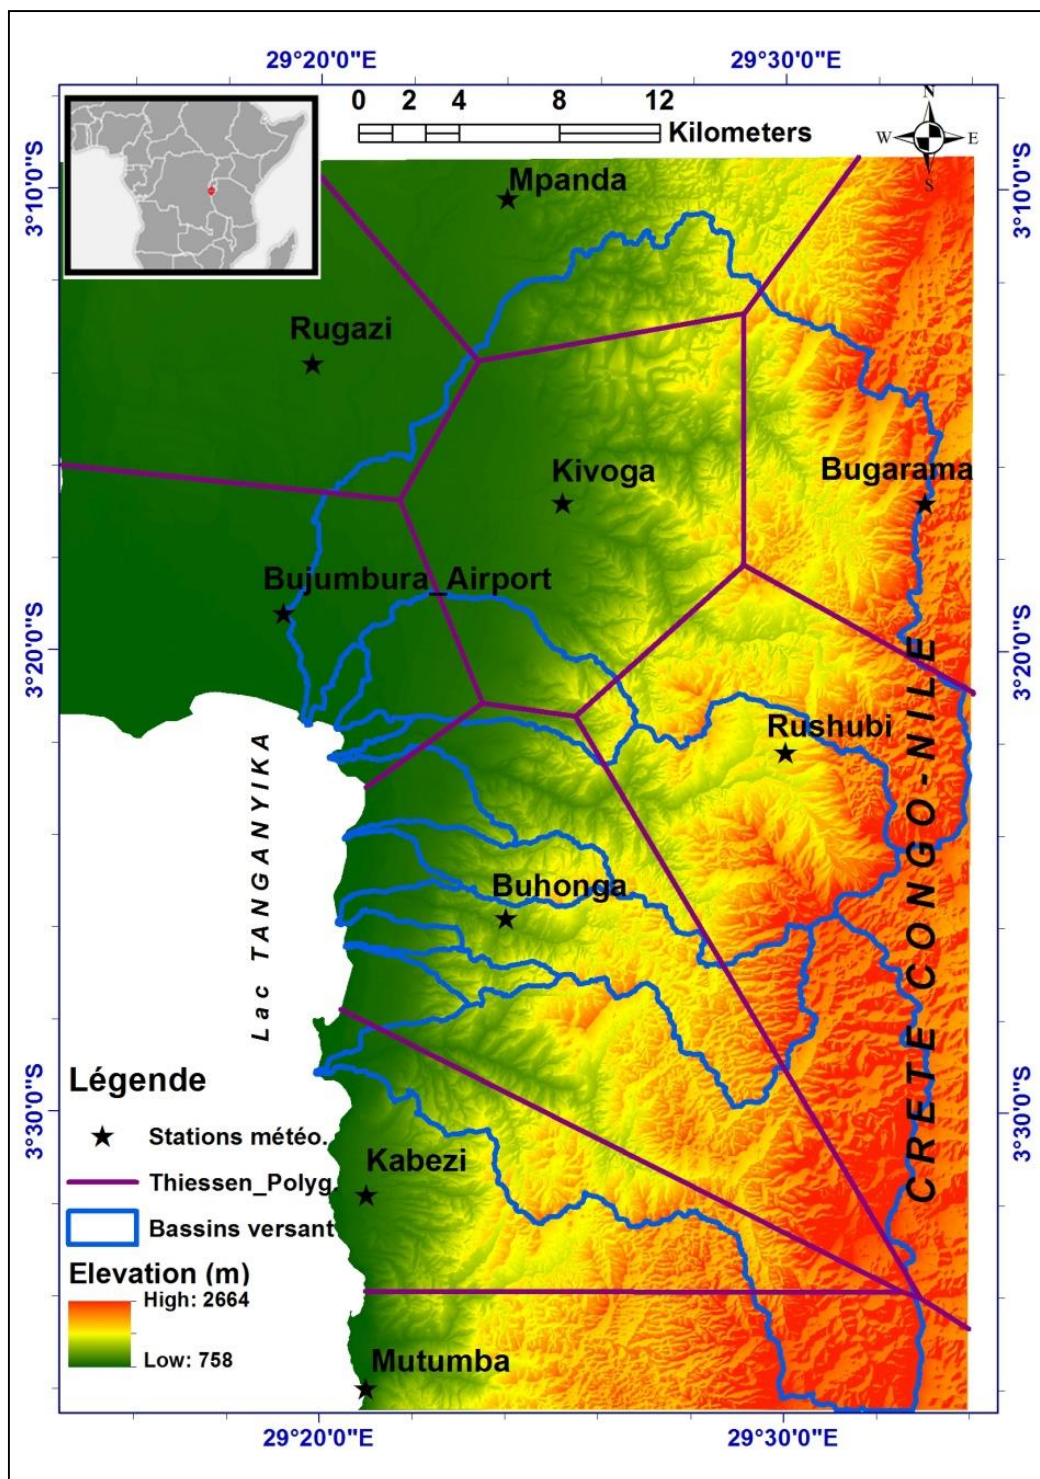 29°20'0"E 29°30'0"E
0 2 4 8 12
Kilometers
N
W E
S
3°10'0"S 3°10'0"S
Mpanda
Rugazi
Kivoga
Bugarama
Bujumbura_Airport
3°20'0"S 3°20'0"S
Rushubi
Lac TANGANYIKA
CRETE CONGO-NILE
Buhonga
Légende
Stations météo.
Thiessen_Polyg.
Bassins versant
Elevation (m)
High: 2664
Low: 758
3°30'0"S 3°30'0"S
Kabezi
Mutumba
29°20'0"E 29°30'0"E